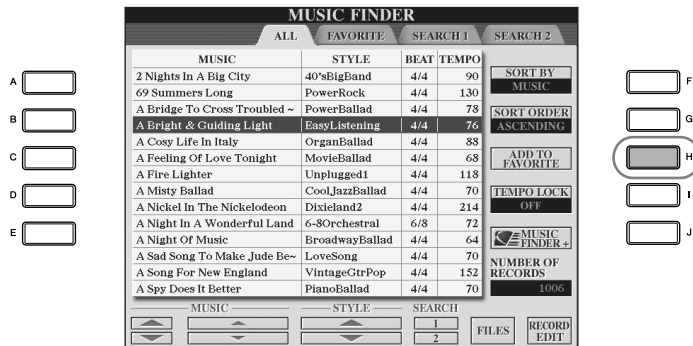 MUSIC FINDER
ALL FAVORITE SEARCH 1 SEARCH 2
MUSIC STYLE BEAT TEMPO
2 Nights In A Big City 40'sBigBand 4/4 90
69 Summers Long PowerRock 4/4 130
A Bridge To Cross Troubled ~ PowerBallad 4/4 78
A Bright & Guiding Light EasyListening 4/4 76
A Cosy Life In Italy OrganBallad 4/4 88
A Feeling Of Love Tonight MovieBallad 4/4 68
A Fire Lighter Unplugged1 4/4 118
A Misty Ballad CoolJazzBallad 4/4 70
A Nickel In The Nickelodeon Dixieland2 4/4 214
A Night In A Wonderful Land 6-8Orchestral 6/8 72
A Night Of Music BroadwayBallad 4/4 64
A Sad Song To Make Jude Be~ LoveSong 4/4 70
A Song For New England VintageGtrPop 4/4 152
A Spy Does It Better PianoBallad 4/4 70
SORT BY
MUSIC
SORT ORDER
ASCENDING
ADD TO
FAVORITE
TEMPO LOCK
OFF
MUSIC
FINDER +
NUMBER OF
RECORDS
1006
MUSIC STYLE SEARCH
1
2
FILES
RECORD
EDIT
A
B
C
D
E
F
G
H
I
J